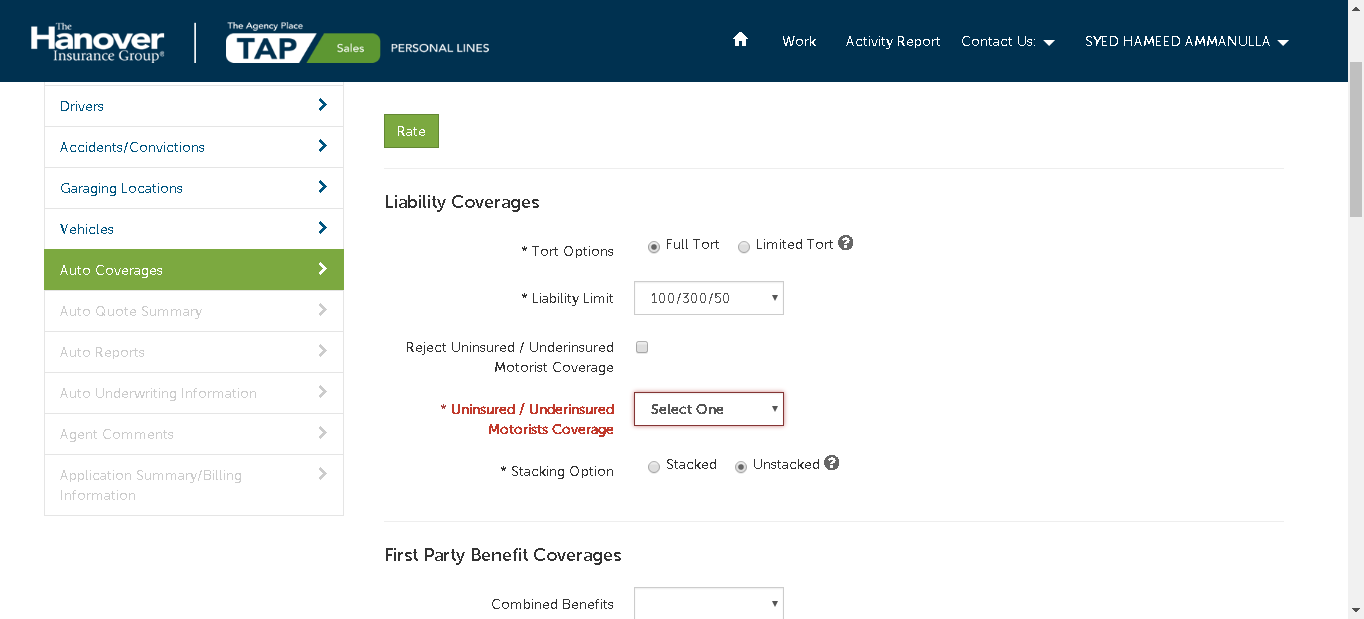 The
Hanover
Insurance Group®
The Agency Place
TAP Sales PERSONAL LINES
Work Activity Report Contact Us: SYED HAMEED AMMANULLA
Drivers
Accidents/Convictions
Garaging Locations
Vehicles
Auto Coverages
Auto Quote Summary
Auto Reports
Auto Underwriting Information
Agent Comments
Application Summary/Billing
Information
Rate
Liability Coverages
* Tort Options Full Tort Limited Tort ?
* Liability Limit 100/300/50
Reject Uninsured / Underinsured
Motorist Coverage
* Uninsured / Underinsured
Motorists Coverage Select One
* Stacking Option Stacked Unstacked ?
First Party Benefit Coverages
Combined Benefits